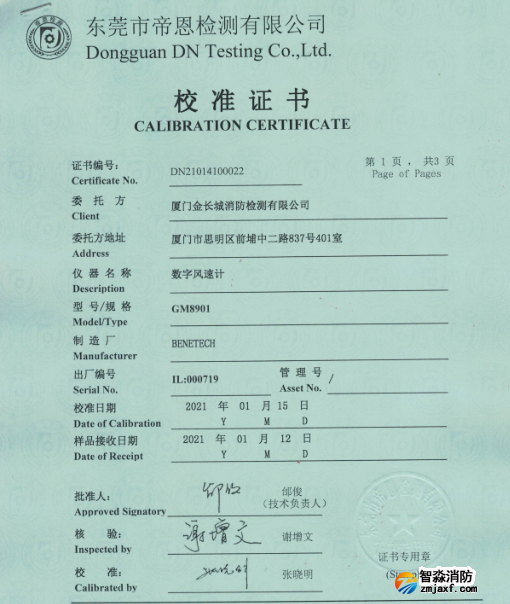 东莞市帝恩检测有限公司
Dongguan DN Testing Co.,Ltd.
校准证书
CALIBRATION CERTIFICATE
证书编号: DN21014100022 第 1 页 , 共3 页
Certificate No. Page of Pages
委托方 厦门金长城消防检测有限公司
Client
委托方地址 厦门市思明区前埔中二路837号401室
Address
仪器名称 数字风速计
Description
型号/规格 GM8901
Model/Type
制造厂 BENETECH
Manufacturer
出厂编号 IL:000719 管理号 /
Serial No. Asset No.
校准日期 2021 年 01 月 15 日
Date of Calibration Y M D
样品接收日期 2021 年 01 月 12 日
Date of Receipt Y M D
批准人: 邰俊
Approved Signatory (技术负责人)
核验: 谢增文 谢增文
Inspected by
校准: 张晓明
Calibrated by
证书专用章
智淼消防
www.zmjaxf.com